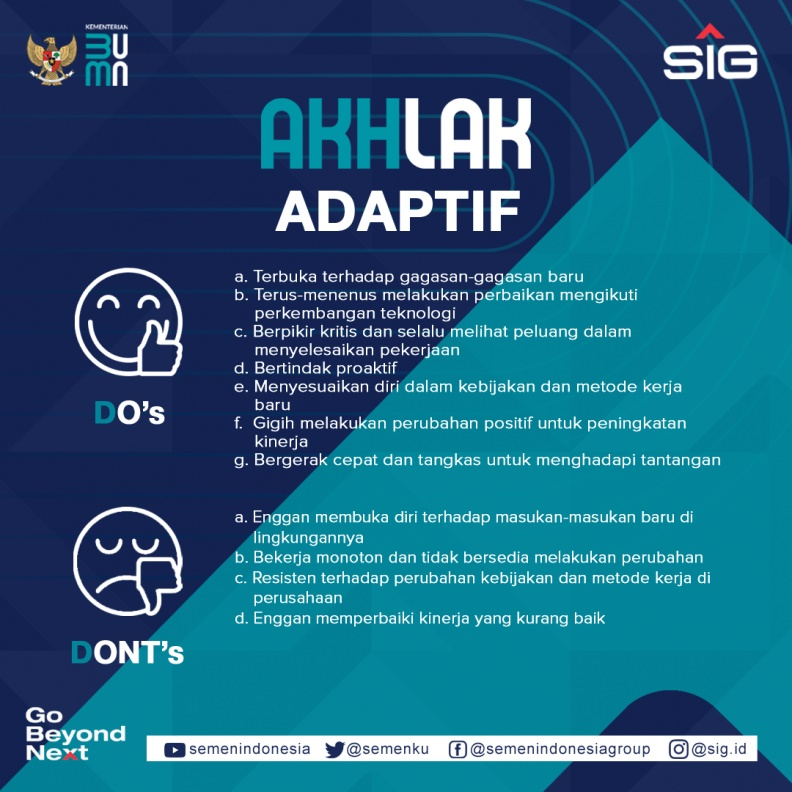 KEMENTERIAN
BUMN
SIG
AKHLAK
ADAPTIF
a. Terbuka terhadap gagasan-gagasan baru
b. Terus-menenus melakukan perbaikan mengikuti
perkembangan teknologi
c. Berpikir kritis dan selalu melihat peluang dalam
menyelesaikan pekerjaan
d. Bertindak proaktif
e. Menyesuaikan diri dalam kebijakan dan metode kerja
baru
f. Gigih melakukan perubahan positif untuk peningkatan
kinerja
g. Bergerak cepat dan tangkas untuk menghadapi tantangan
DO's
a. Enggan membuka diri terhadap masukan-masukan baru di
lingkungannya
b. Bekerja monoton dan tidak bersedia melakukan perubahan
c. Resisten terhadap perubahan kebijakan dan metode kerja di
perusahaan
d. Enggan memperbaiki kinerja yang kurang baik
DONT's
Go
Beyond
Next
semenindonesia @semenku @semenindonesiagroup @sig.id